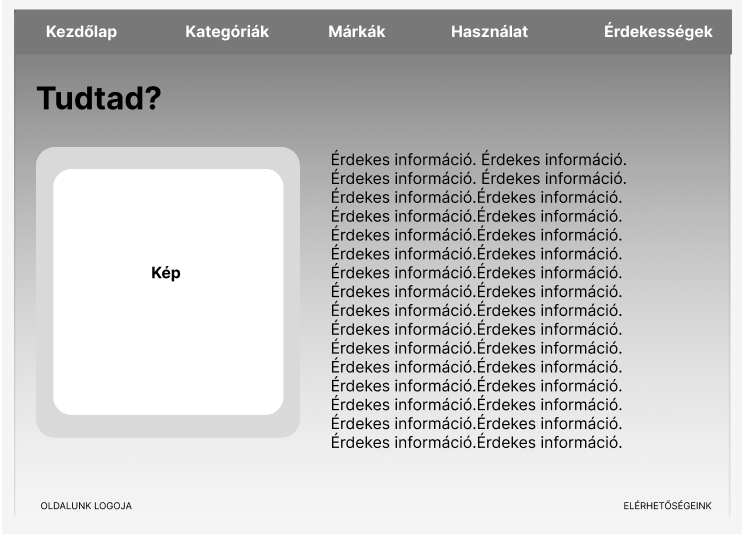 Kezdőlap Kategóriák Márkák Használat Érdekességek
Tudtad?
Kép
Érdekes információ. Érdekes információ.
Érdekes információ. Érdekes információ.
Érdekes információ.Érdekes információ.
Érdekes információ.Érdekes információ.
Érdekes információ.Érdekes információ.
Érdekes információ.Érdekes információ.
Érdekes információ.Érdekes információ.
Érdekes információ.Érdekes információ.
Érdekes információ.Érdekes információ.
Érdekes információ.Érdekes információ.
Érdekes információ.Érdekes információ.
Érdekes információ.Érdekes információ.
Érdekes információ.Érdekes információ.
Érdekes információ.Érdekes információ.
Érdekes információ.Érdekes információ.
Érdekes információ.Érdekes információ.
OLDALUNK LOGOJA ELÉRHETŐSÉGEINK